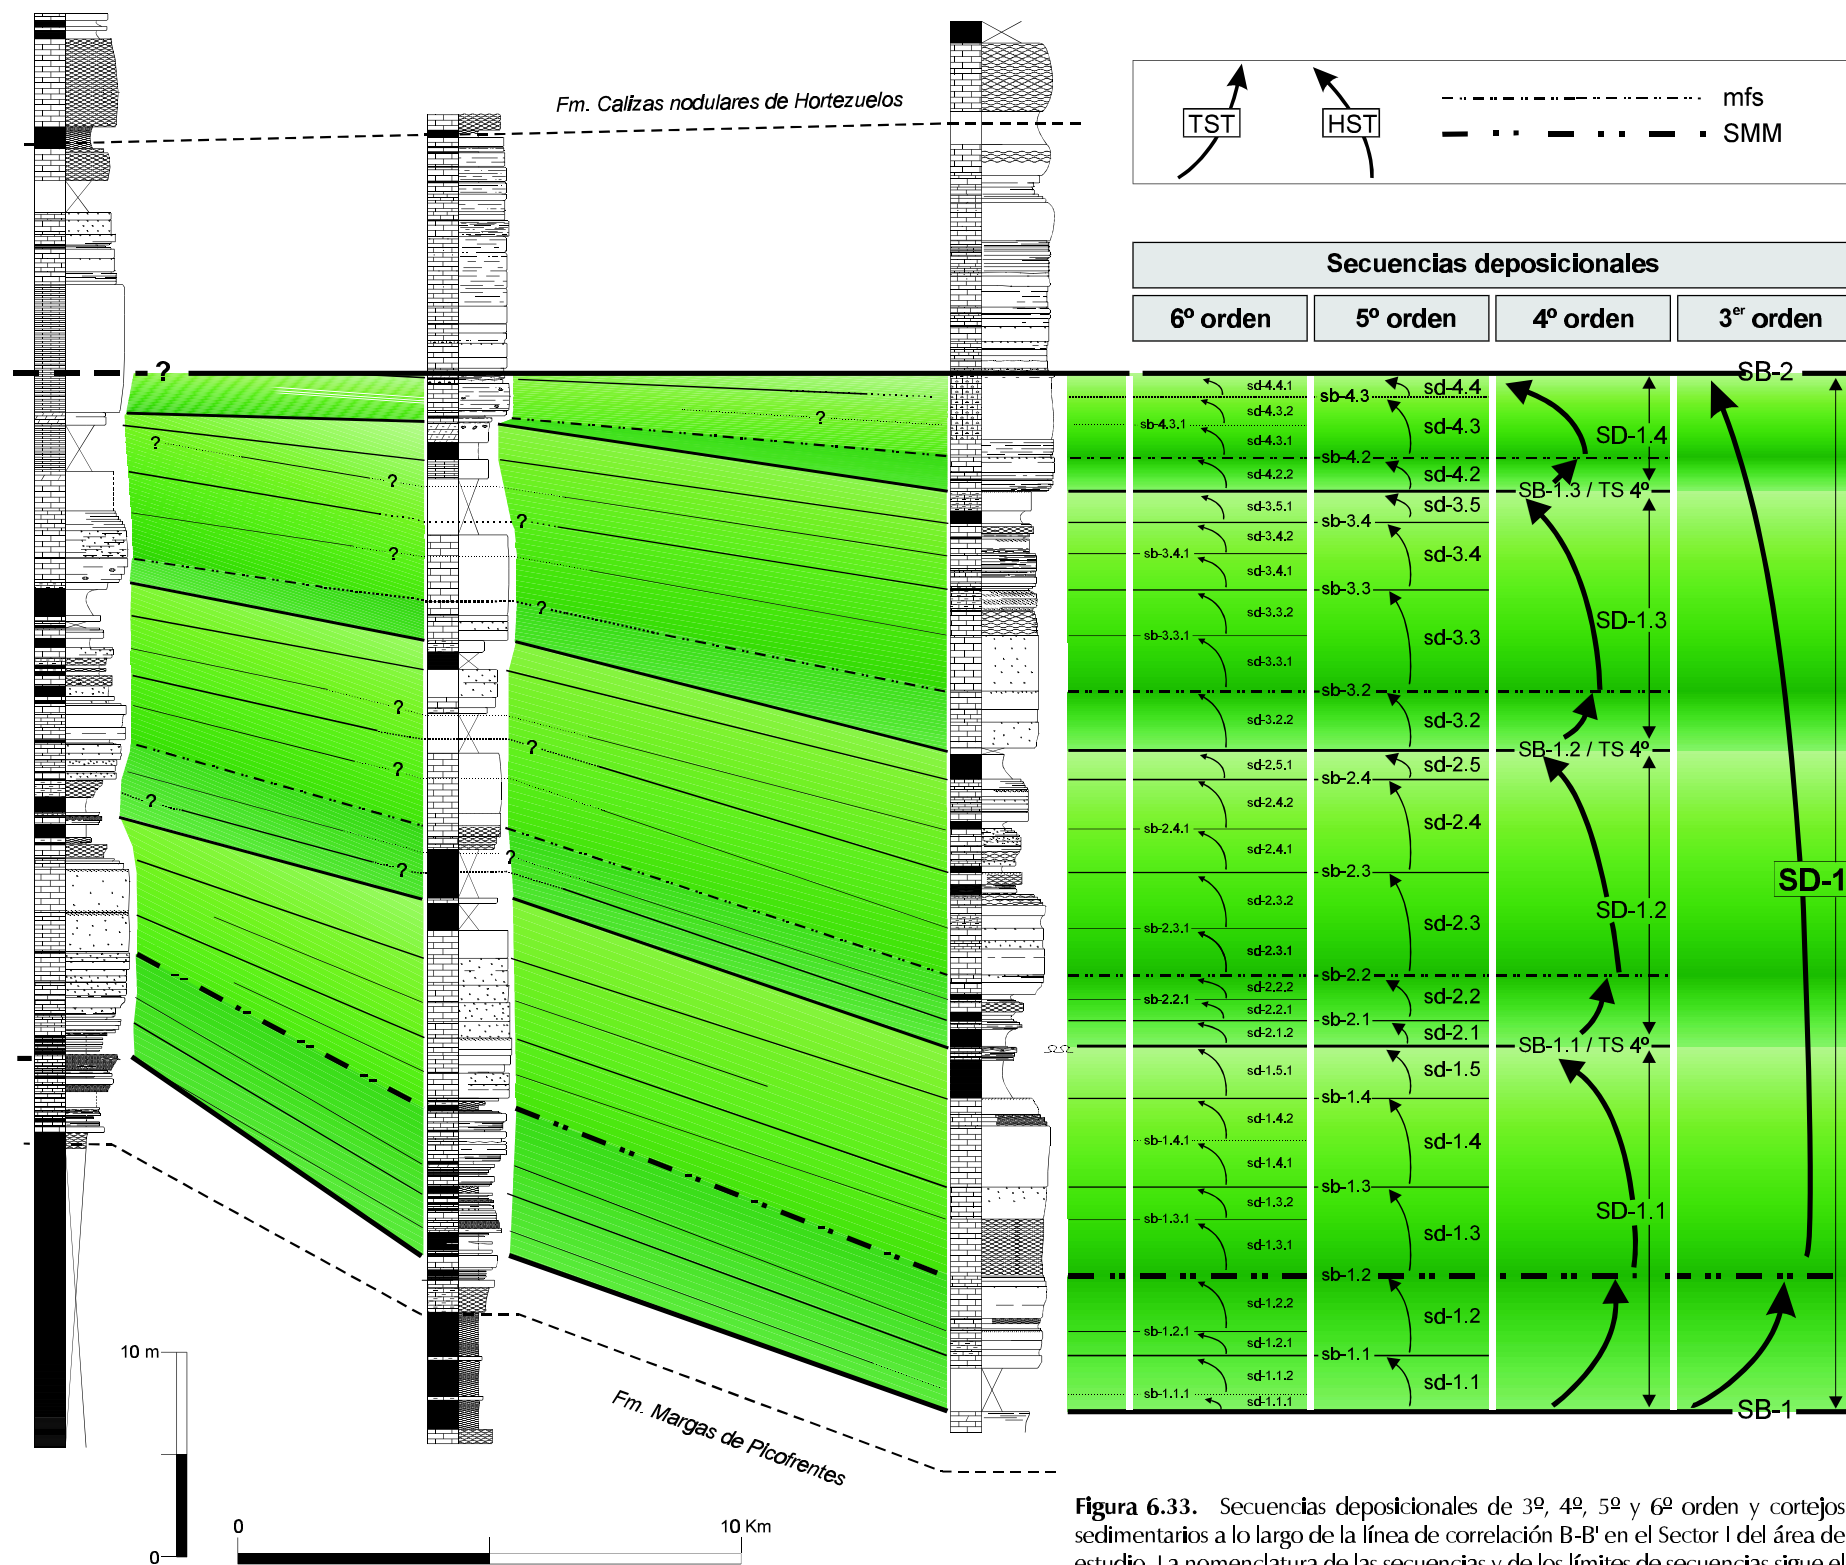 Fm. Calizas nodulares de Hortezuelos
TST
HST
mfs
SMM
Secuencias deposicionales
6º orden
5º orden
4º orden
3er orden
?
?
?
?
?
?
?
?
?
?
?
?
?
?
SB-2
sd-4.4.1
sb-4.3
sd-4.4
sd-4.3.2
sb-4.3.1
sd-4.3
SD-1.4
sd-4.3.1
sb-4.2
sd-4.2.2
sd-4.2
SB-1.3 / TS 4º
sd-3.5.1
sd-3.5
sb-3.4
sd-3.4.2
sb-3.4.1
sd-3.4
sd-3.4.1
sb-3.3
sd-3.3.2
sb-3.3.1
sd-3.3
SD-1.3
sd-3.3.1
sb-3.2
sd-3.2.2
sd-3.2
SB-1.2 / TS 4º
sd-2.5.1
sd-2.5
sb-2.4
sd-2.4.2
sb-2.4.1
sd-2.4
sd-2.4.1
sb-2.3
SD-1
sd-2.3.2
sb-2.3.1
sd-2.3
SD-1.2
sd-2.3.1
sb-2.2
sd-2.2.2
sb-2.2.1
sd-2.2
sd-2.2.1
sb-2.1
sd-2.1.2
sd-2.1
SB-1.1 / TS 4º
sd-1.5.1
sd-1.5
sb-1.4
sd-1.4.2
sb-1.4.1
sd-1.4
sd-1.4.1
sb-1.3
sd-1.3.2
sb-1.3.1
sd-1.3
SD-1.1
sd-1.3.1
sb-1.2
sd-1.2.2
sb-1.2.1
sd-1.2
sd-1.2.1
sb-1.1
sd-1.1.2
sb-1.1.1
sd-1.1
sd-1.1.1
SB-1
Fm. Margas de Picofrentes
10 m
0
0
10 Km
Figura 6.33. Secuencias deposicionales de 3º, 4º, 5º y 6º orden y cortejos
sedimentarios a lo largo de la línea de correlación B-B' en el Sector I del área de
estudio. La nomenclatura de las secuencias y de los límites de secuencias sigue el